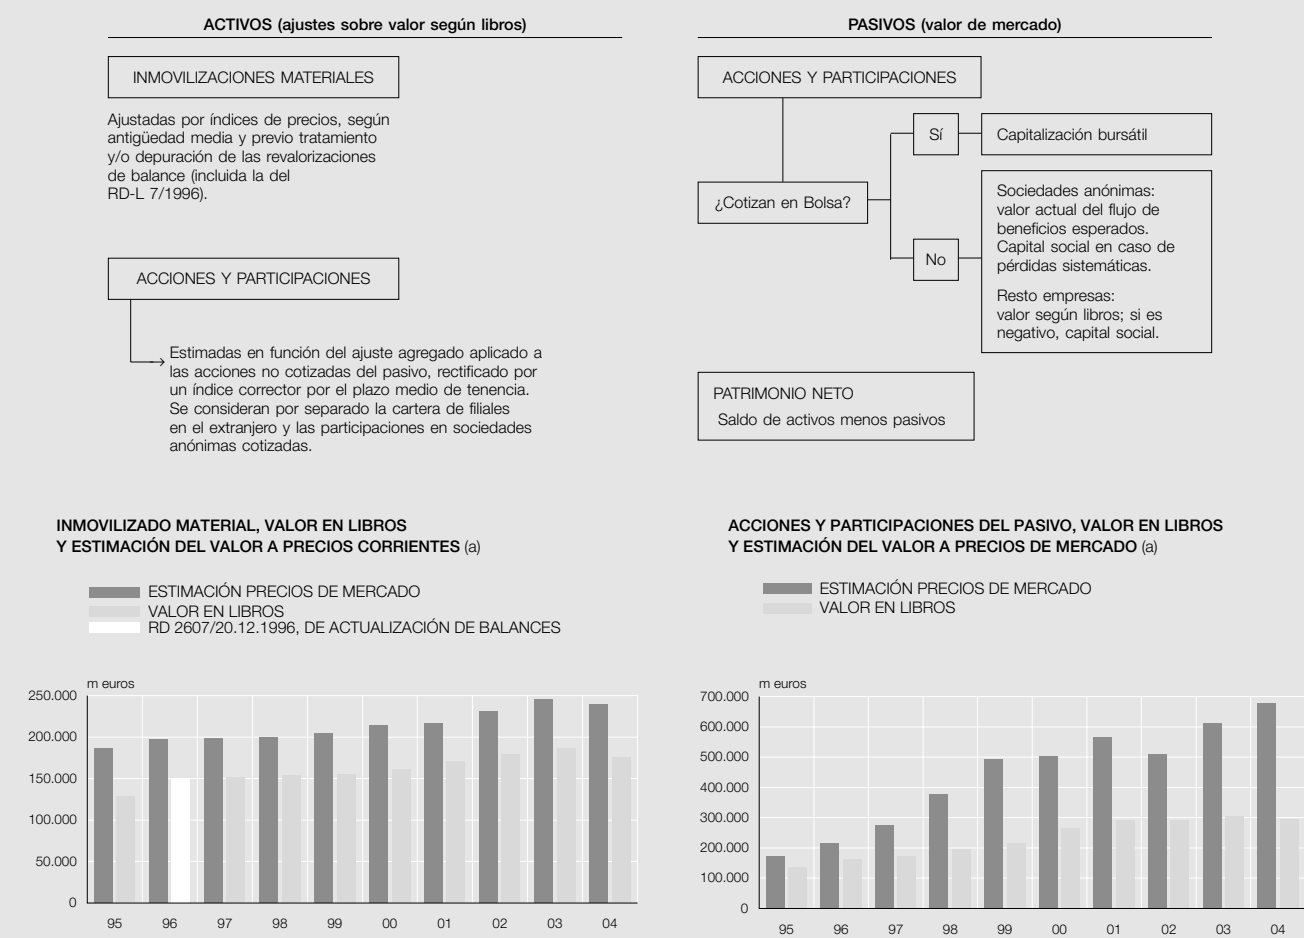 ACTIVOS (ajustes sobre valor según libros)
INMOVILIZACIONES MATERIALES
Ajustadas por índices de precios, según
antigüedad media y previo tratamiento
y/o depuración de las revalorizaciones
de balance (incluida la del
RD-L 7/1996).
ACCIONES Y PARTICIPACIONES
Estimadas en función del ajuste agregado aplicado a
las acciones no cotizadas del pasivo, rectificado por
un índice corrector por el plazo medio de tenencia.
Se consideran por separado la cartera de filiales
en el extranjero y las participaciones en sociedades
anónimas cotizadas.
PASIVOS (valor de mercado)
ACCIONES Y PARTICIPACIONES
¿Cotizan en Bolsa?
Sí
Capitalización bursátil
No
Sociedades anónimas:
valor actual del flujo de
beneficios esperados.
Capital social en caso de
pérdidas sistemáticas.
Resto empresas:
valor según libros; si es
negativo, capital social.
PATRIMONIO NETO
Saldo de activos menos pasivos
INMOVILIZADO MATERIAL, VALOR EN LIBROS
Y ESTIMACIÓN DEL VALOR A PRECIOS CORRIENTES (a)
ESTIMACIÓN PRECIOS DE MERCADO
VALOR EN LIBROS
RD 2607/20.12.1996, DE ACTUALIZACIÓN DE BALANCES
m euros
250.000
200.000
150.000
100.000
50.000
0
95 96 97 98 99 00 01 02 03 04
ACCIONES Y PARTICIPACIONES DEL PASIVO, VALOR EN LIBROS
Y ESTIMACIÓN DEL VALOR A PRECIOS DE MERCADO (a)
ESTIMACIÓN PRECIOS DE MERCADO
VALOR EN LIBROS
m euros
700.000
600.000
500.000
400.000
300.000
200.000
100.000
0
95 96 97 98 99 00 01 02 03 04